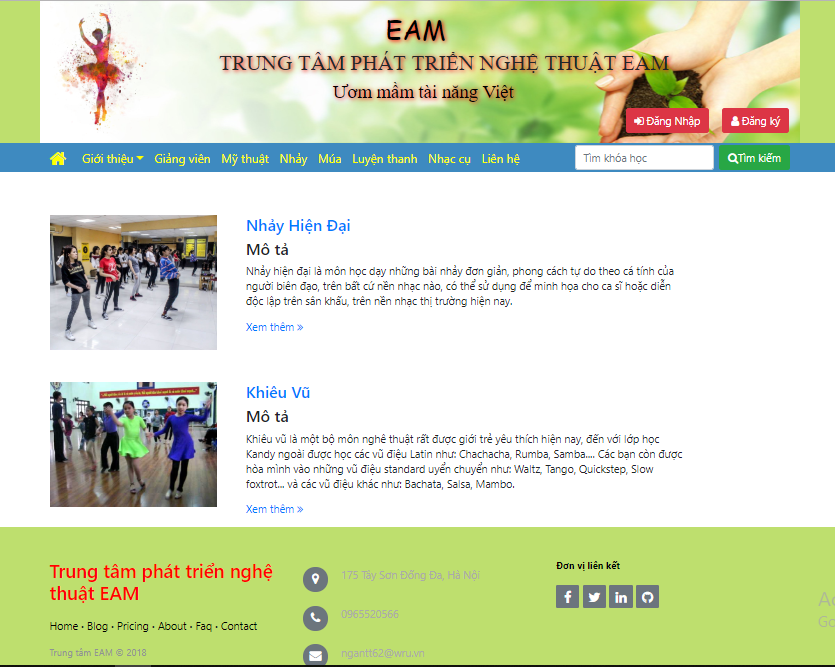 EAM
TRUNG TÂM PHÁT TRIỂN NGHỆ THUẬT EAM
Ươm mầm tài năng Việt
Đăng Nhập
Đăng ký
Giới thiệu Giảng viên Mỹ thuật Nhảy Múa Luyện thanh Nhạc cụ Liên hệ
Tìm khóa học
Tìm kiếm
Nhảy Hiện Đại
Mô tả
Nhảy hiện đại là môn học dạy những bài nhảy đơn giản, phong cách tự do theo cá tính của
người biên đạo, trên bất cứ nền nhạc nào, có thể sử dụng để minh họa cho ca sĩ hoặc diễn
độc lập trên sân khấu, trên nền nhạc thị trường hiện nay.
Xem thêm »
Khiêu Vũ
Mô tả
Khiêu vũ là một bộ môn nghê thuật rất được giới trẻ yêu thích hiện nay, đến với lớp học
Kandy ngoài được học các vũ điệu Latin như: Chachacha, Rumba, Samba.... Các bạn còn được
hòa mình vào những vũ điệu standard uyển chuyển như: Waltz, Tango, Quickstep, Slow
foxtrot... và các vũ điệu khác như: Bachata, Salsa, Mambo.
Xem thêm »
Trung tâm phát triển nghệ
thuật EAM
Home · Blog · Pricing · About · Faq · Contact
Trung tâm EAM © 2018
175 Tây Sơn Đống Đa, Hà Nội
0965520566
ngantt62@wru.vn
Đơn vị liên kết